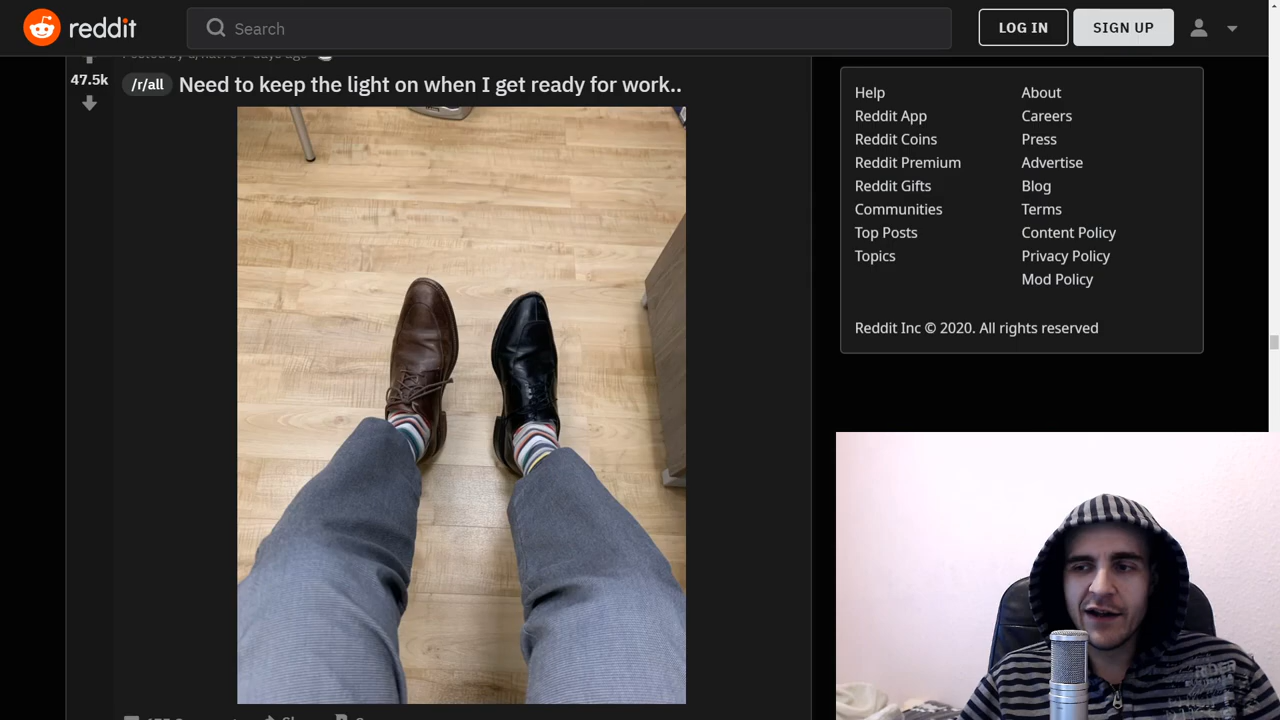 reddit
Search
LOG IN
SIGN UP
47.5k
/r/all
Need to keep the light on when I get ready for work..
Help
About
Reddit App
Careers
Reddit Coins
Press
Reddit Premium
Advertise
Reddit Gifts
Blog
Communities
Terms
Top Posts
Content Policy
Topics
Privacy Policy
Mod Policy
Reddit Inc © 2020. All rights reserved